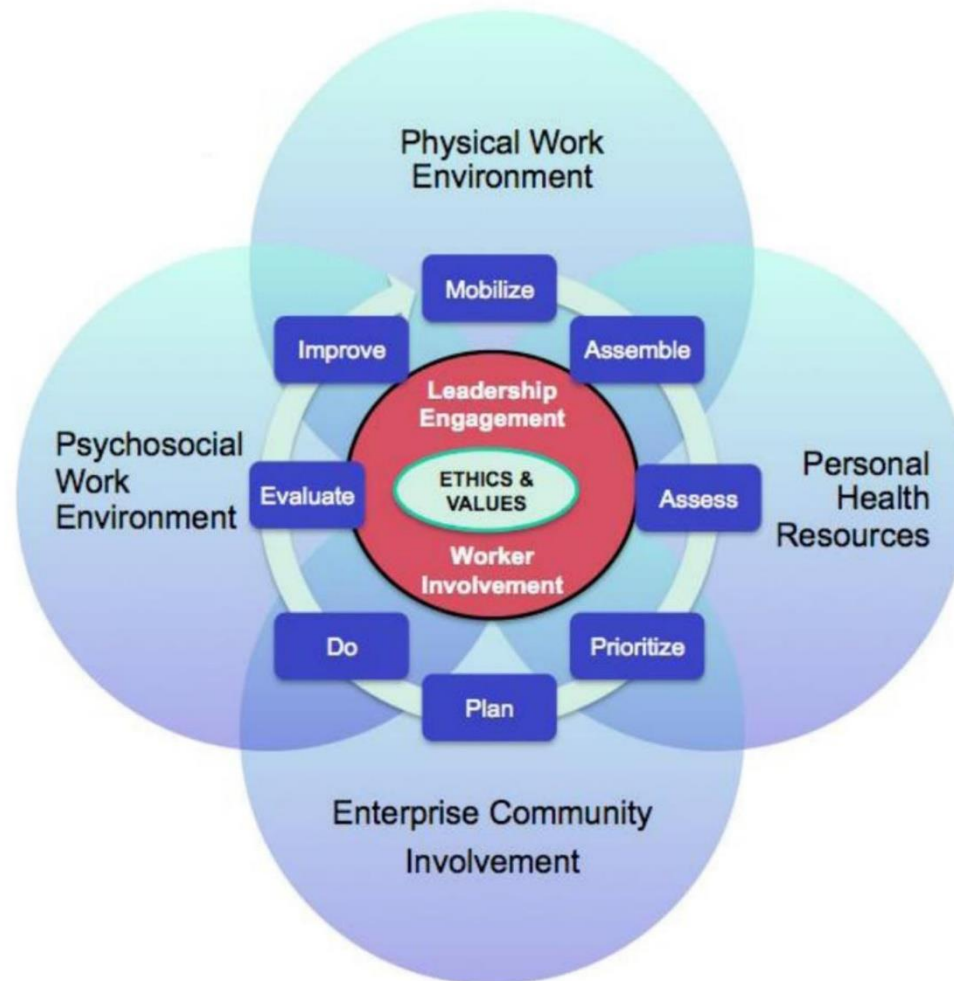 Physical Work
Environment
Mobilize
Improve
Assemble
Leadership
Engagement
Psychosocial
Work
Environment
Evaluate
ETHICS &
VALUES
Assess
Personal
Health
Resources
Worker
Involvement
Do
Prioritize
Plan
Enterprise Community
Involvement